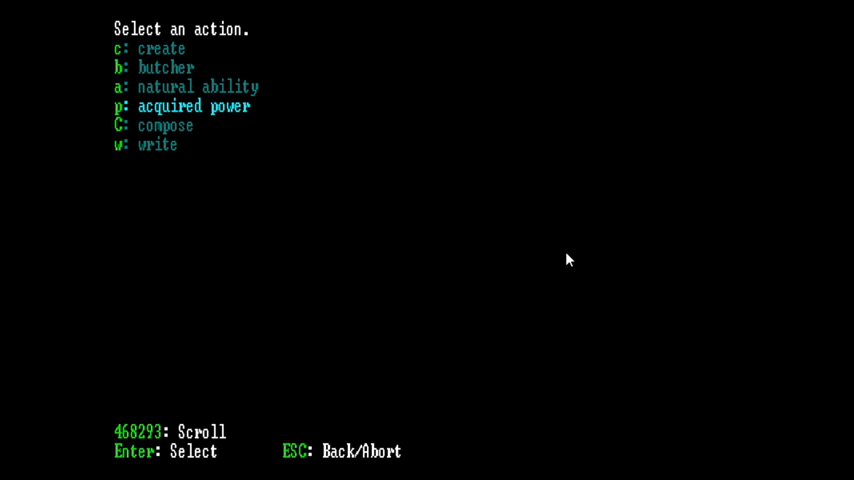 Select an action.
c: create
b: butcher
a: natural ability
p: acquired power
C: compose
w: write
468293: Scroll
Enter: Select ESC: Back/Abort